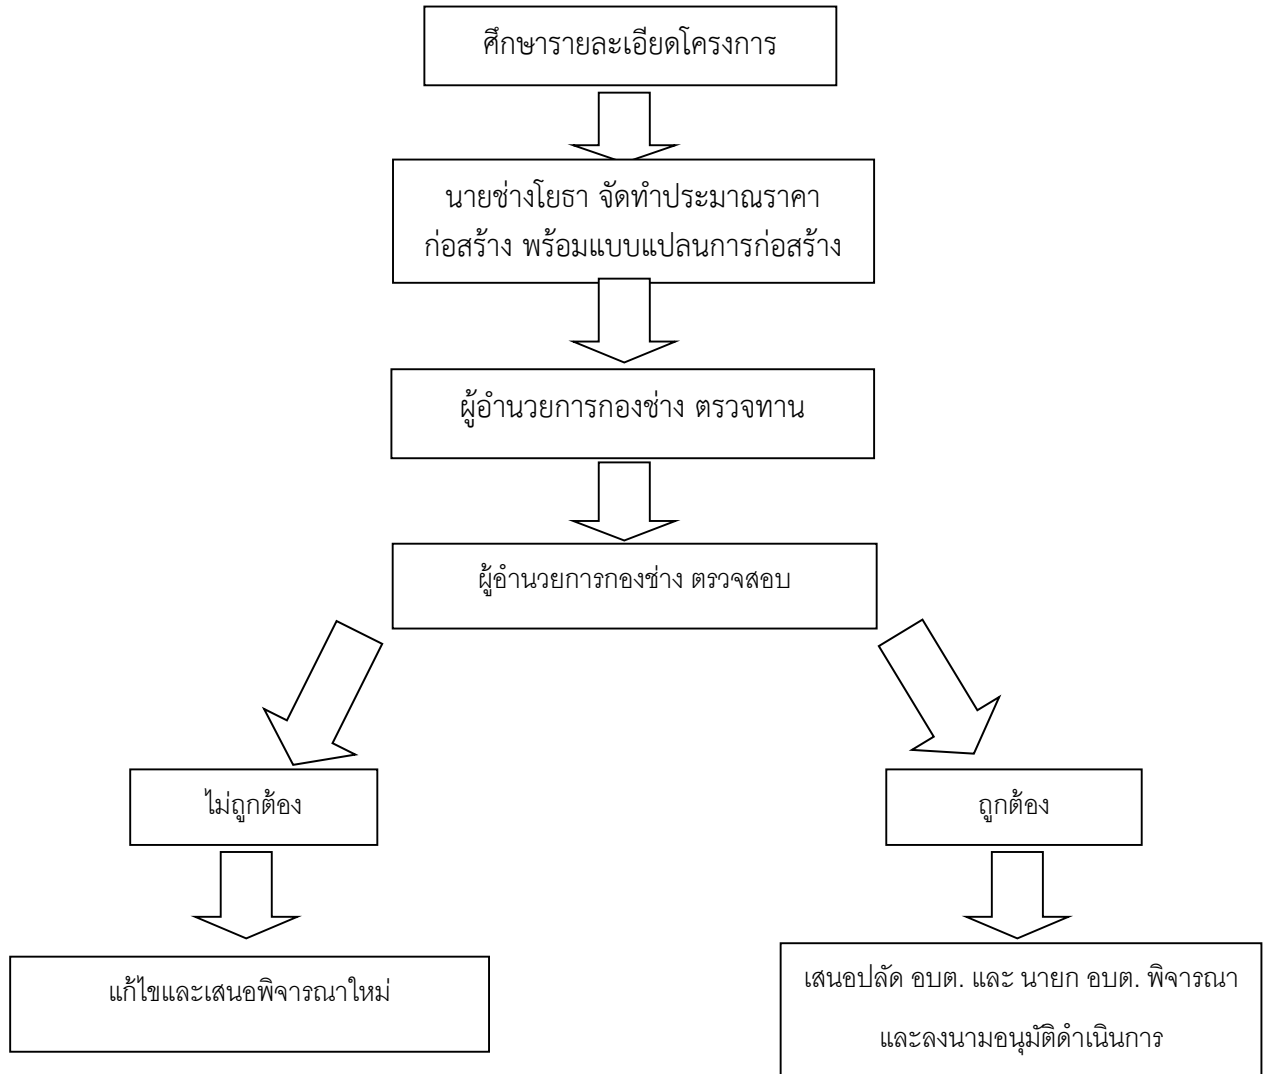 ศึกษารายละเอียดโครงการ
นายช่างโยธา จัดทำประมาณราคา
ก่อสร้าง พร้อมแบบแปลนการก่อสร้าง
ผู้อำนวยการกองช่าง ตรวจทาน
ผู้อำนวยการกองช่าง ตรวจสอบ
ไม่ถูกต้อง
ถูกต้อง
แก้ไขและเสนอพิจารณาใหม่
เสนอปลัด อบต. และ นายก อบต. พิจารณา
และลงนามอนุมัติดำเนินการ